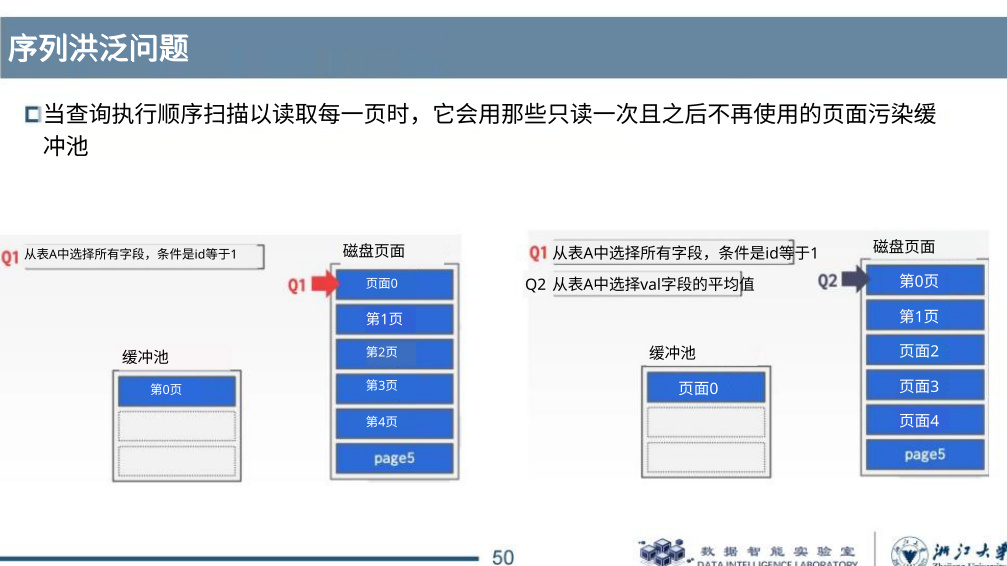 序列洪泛问题
当查询执行顺序扫描以读取每一页时，它会用那些只读一次且之后不再使用的页面污染缓
冲池
Q1 从表A中选择所有字段，条件是id等于1
磁盘页面
Q1
页面0
第1页
第2页
第3页
第4页
page5
缓冲池
第0页
Q1 从表A中选择所有字段，条件是id等于1
Q2 从表A中选择val字段的平均值
磁盘页面
Q2
第0页
第1页
页面2
页面3
页面4
page5
缓冲池
页面0
50
数据智能实验室
DATA INTELLIGENCE LABORATORY
浙江大学